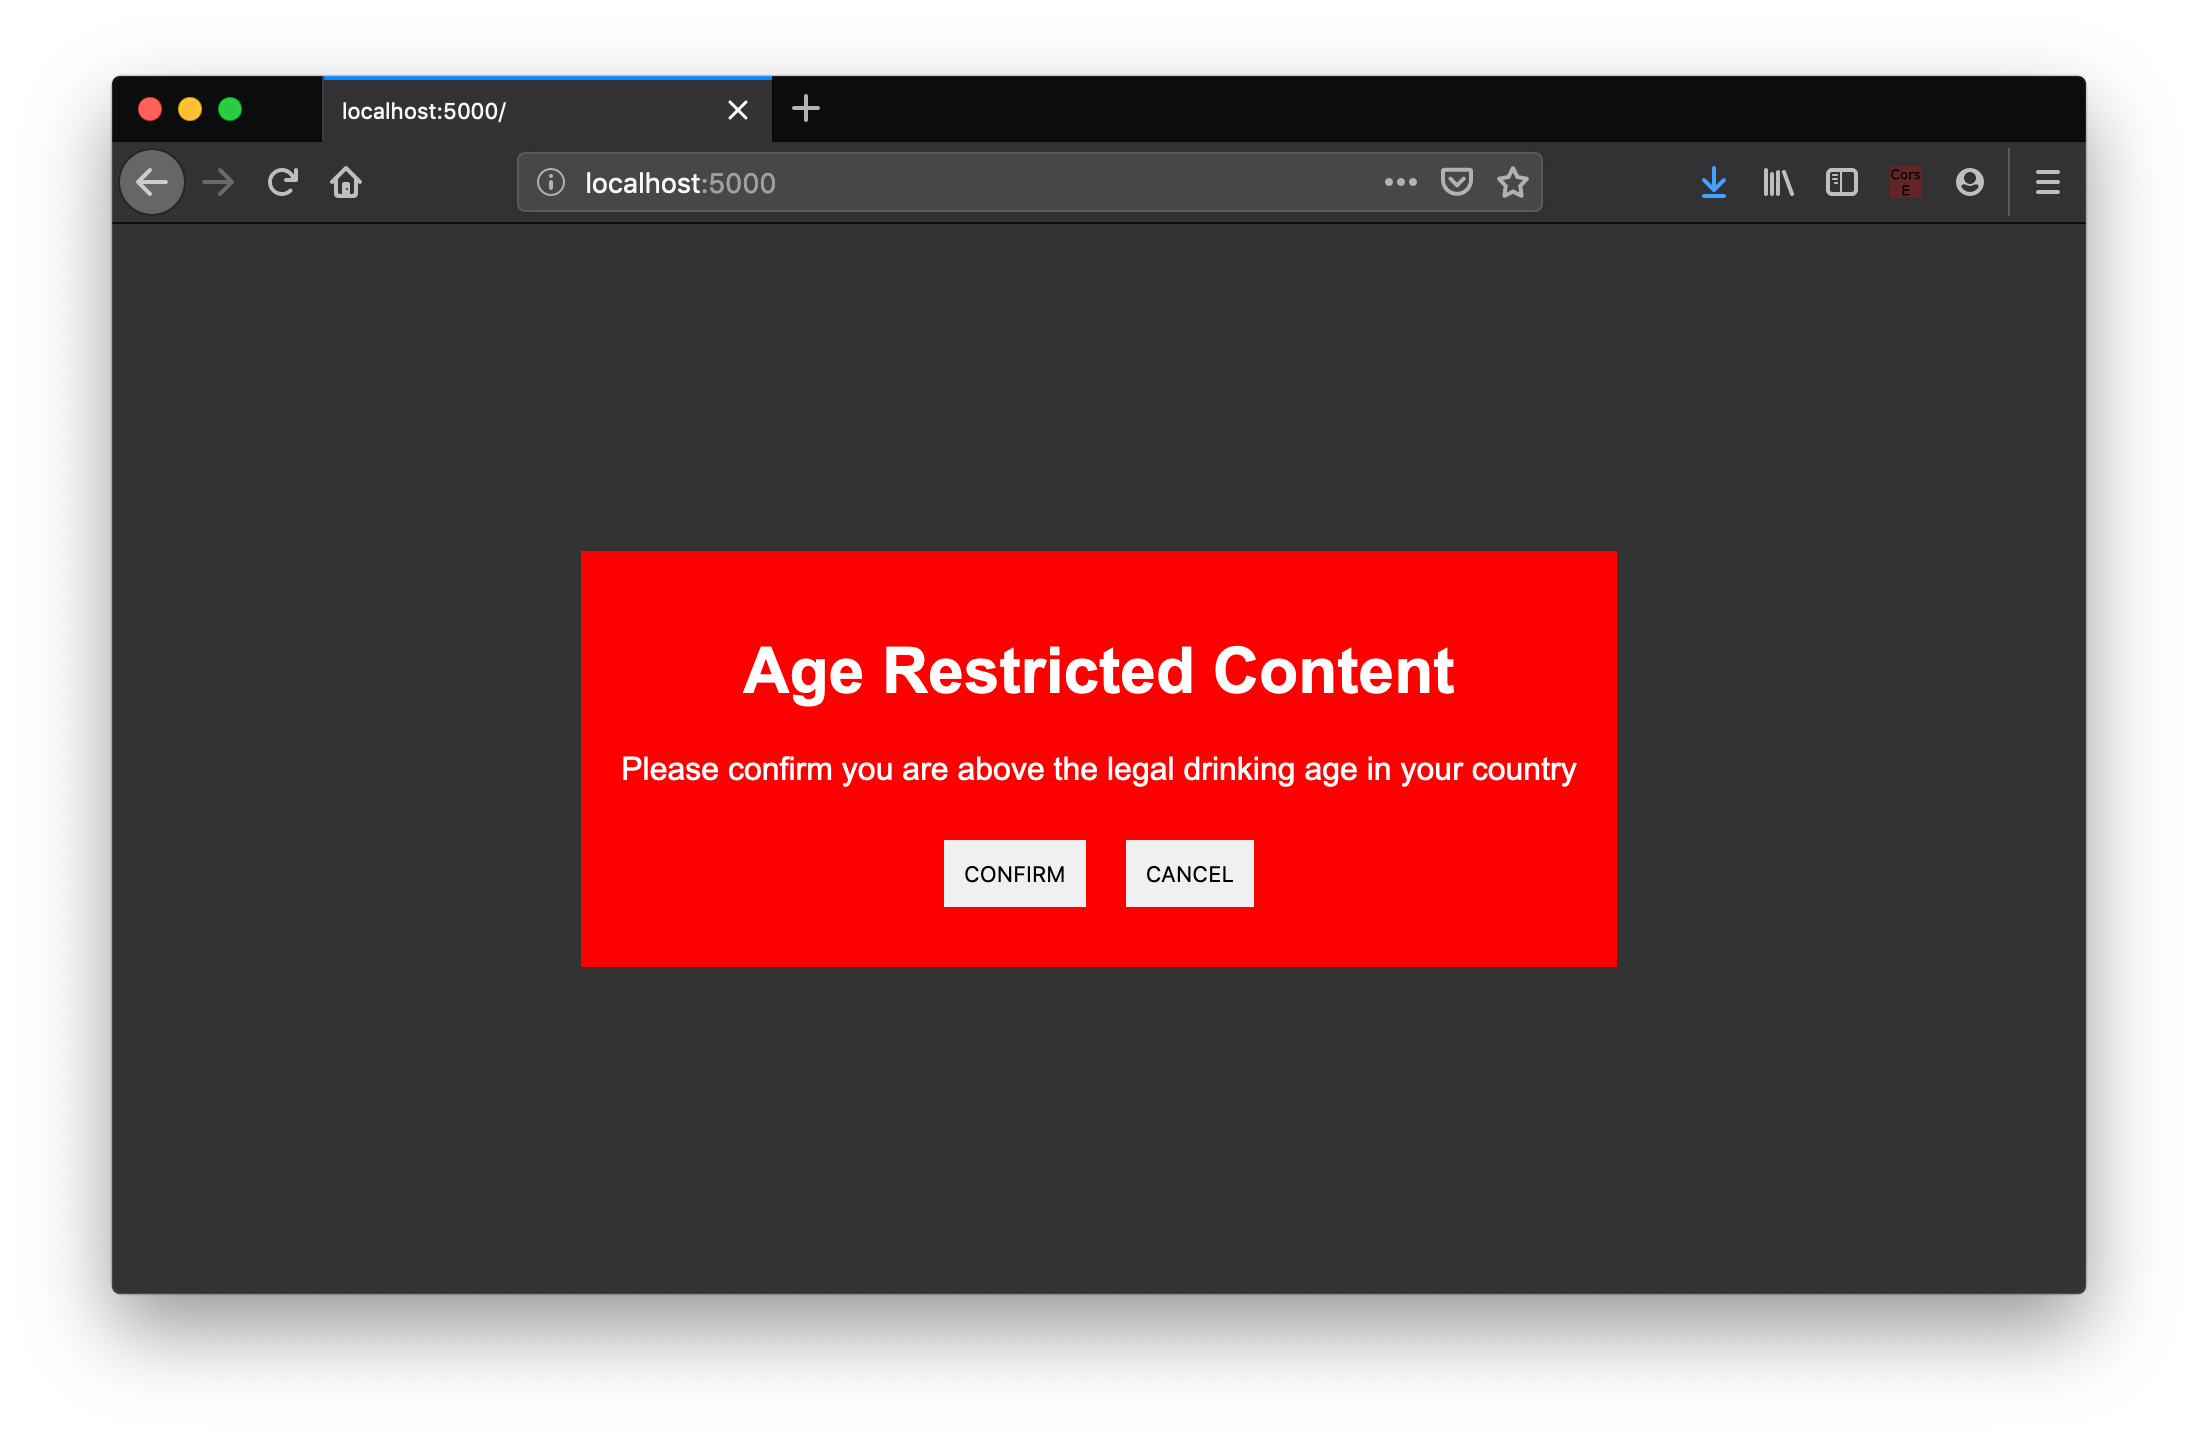 localhost:5000/
localhost:5000
Cors
E
Age Restricted Content
Please confirm you are above the legal drinking age in your country
CONFIRM
CANCEL